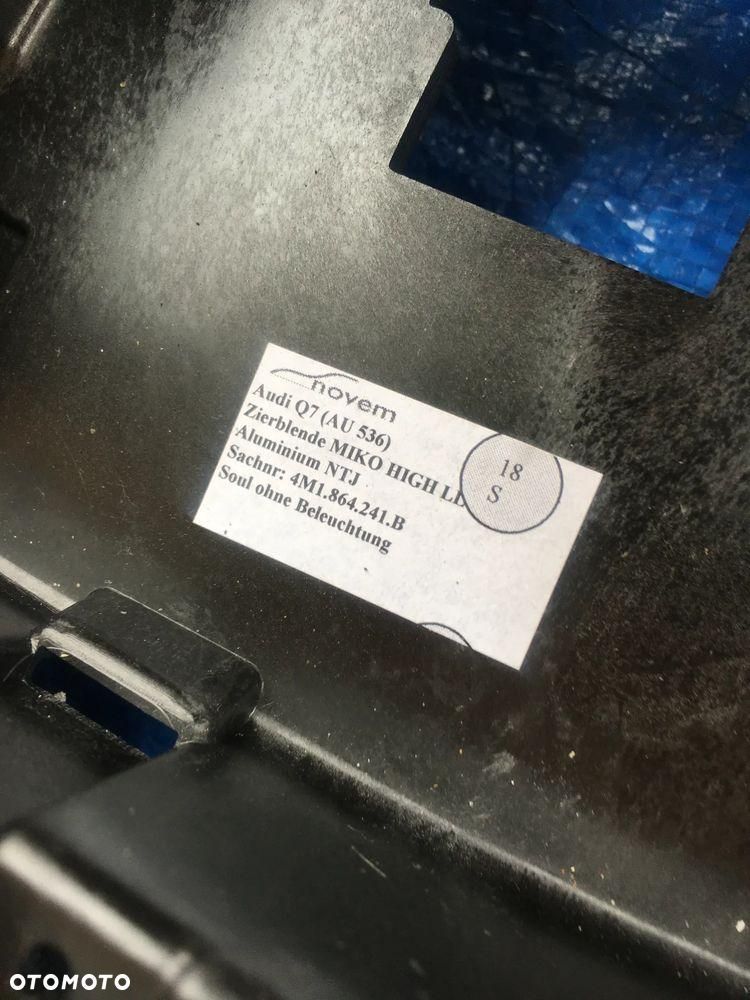 novem
Audi Q7 (AU 536)
Zierblende MIKO HIGH LL
Aluminium NTJ
Sachnr: 4M1.864.241.B
Soul ohne Beleuchtung
18
S
OTOMOTO